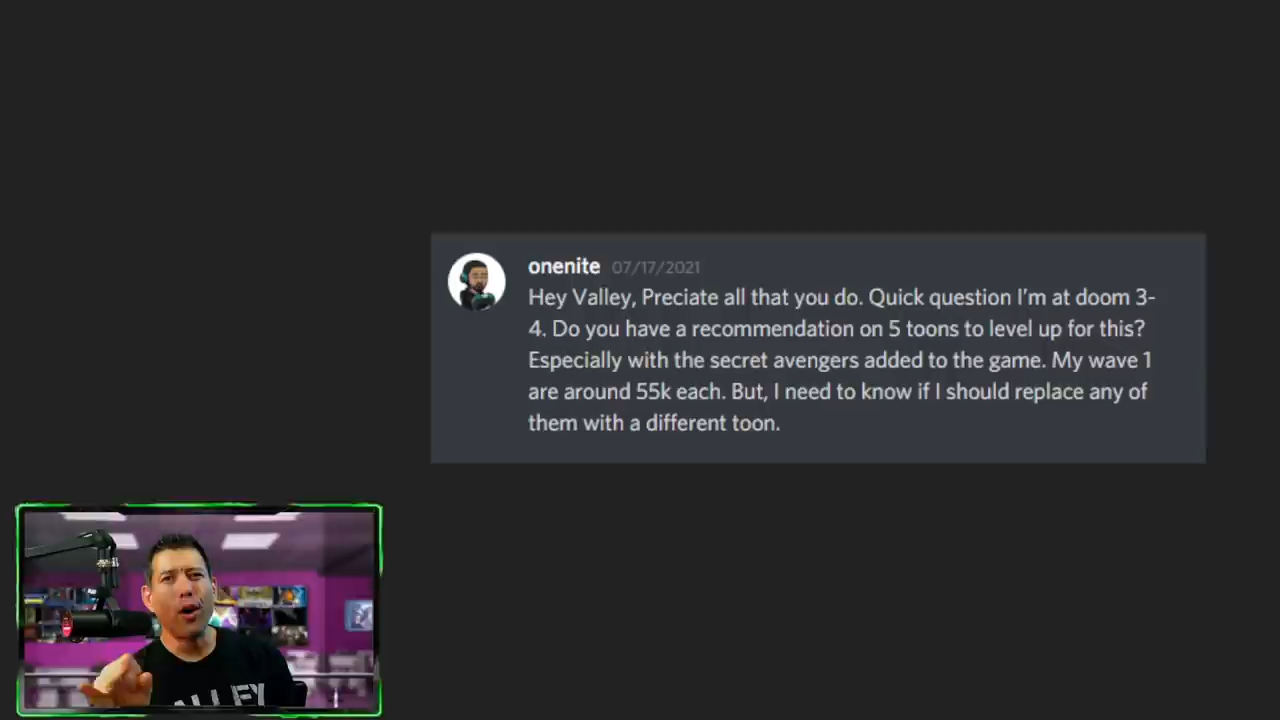 onenite 07/17/2021
Hey Valley, Preciate all that you do. Quick question I'm at doom 3-
4. Do you have a recommendation on 5 toons to level up for this?
Especially with the secret avengers added to the game. My wave 1
are around 55k each. But, I need to know if I should replace any of
them with a different toon.
ALLEY